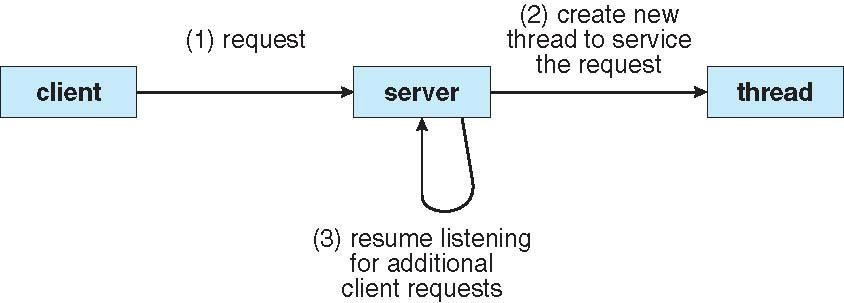 (1) request
(2) create new
thread to service
the request
client
server
thread
(3) resume listening
for additional
client requests